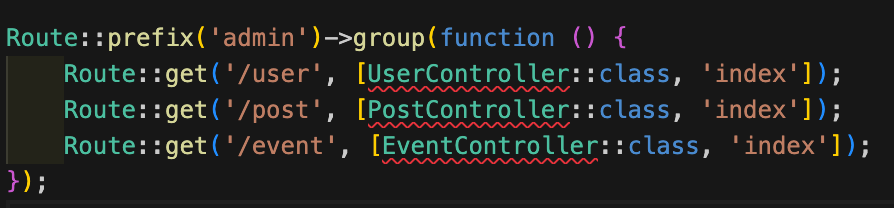 Route::prefix('admin')->group(function () {
    Route::get('/user', [UserController::class, 'index']);
    Route::get('/post', [PostController::class, 'index']);
    Route::get('/event', [EventController::class, 'index']);
});